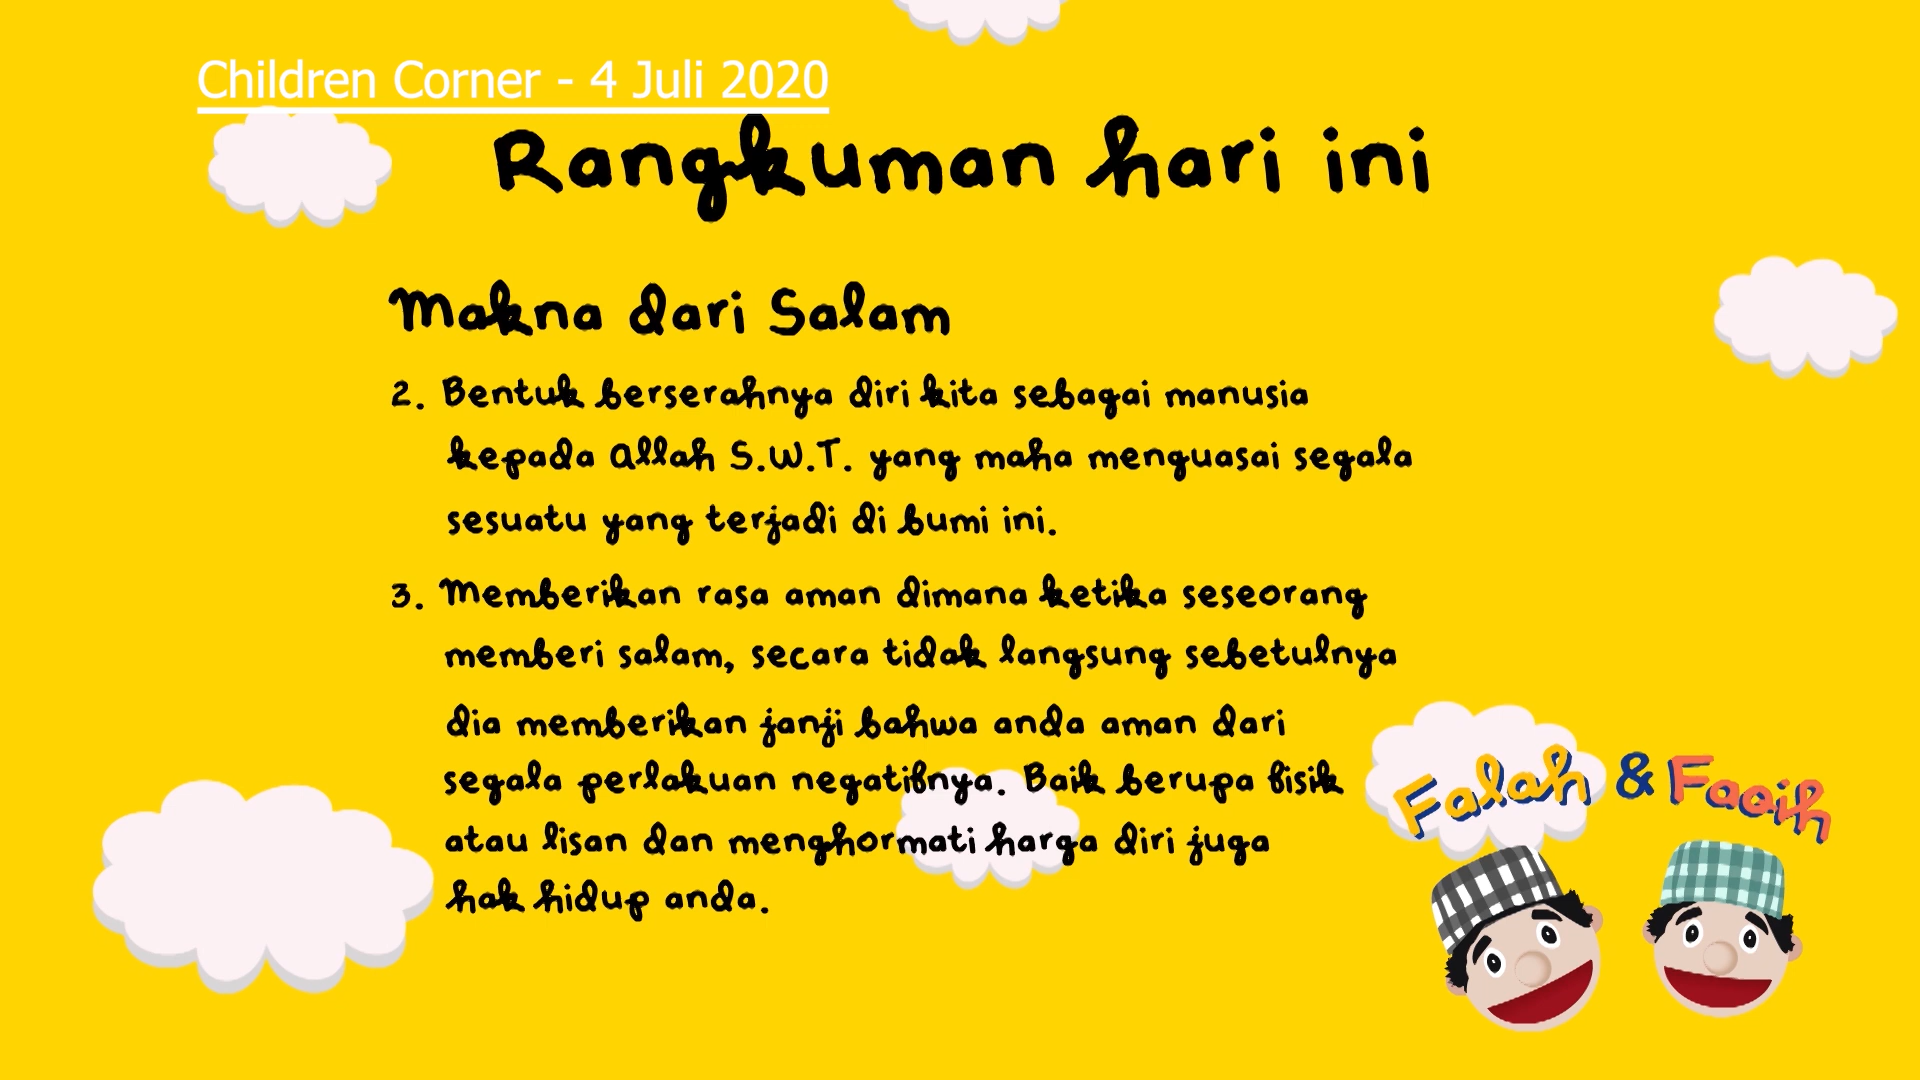 Children Corner - 4 Juli 2020
Rangkuman hari ini
Makna dari Salam
2. Bentuk berserahnya diri kita sebagai manusia
kepada Allah S.W.T. yang maha menguasai segala
sesuatu yang terjadi di bumi ini.
3. Memberikan rasa aman dimana ketika seseorang
memberi salam, secara tidak langsung sebetulnya
dia memberikan janji bahwa anda aman dari
segala perlakuan negatifnya. Baik berupa fisik
atau lisan dan menghormati harga diri juga
hak hidup anda.
Falah & Faqih